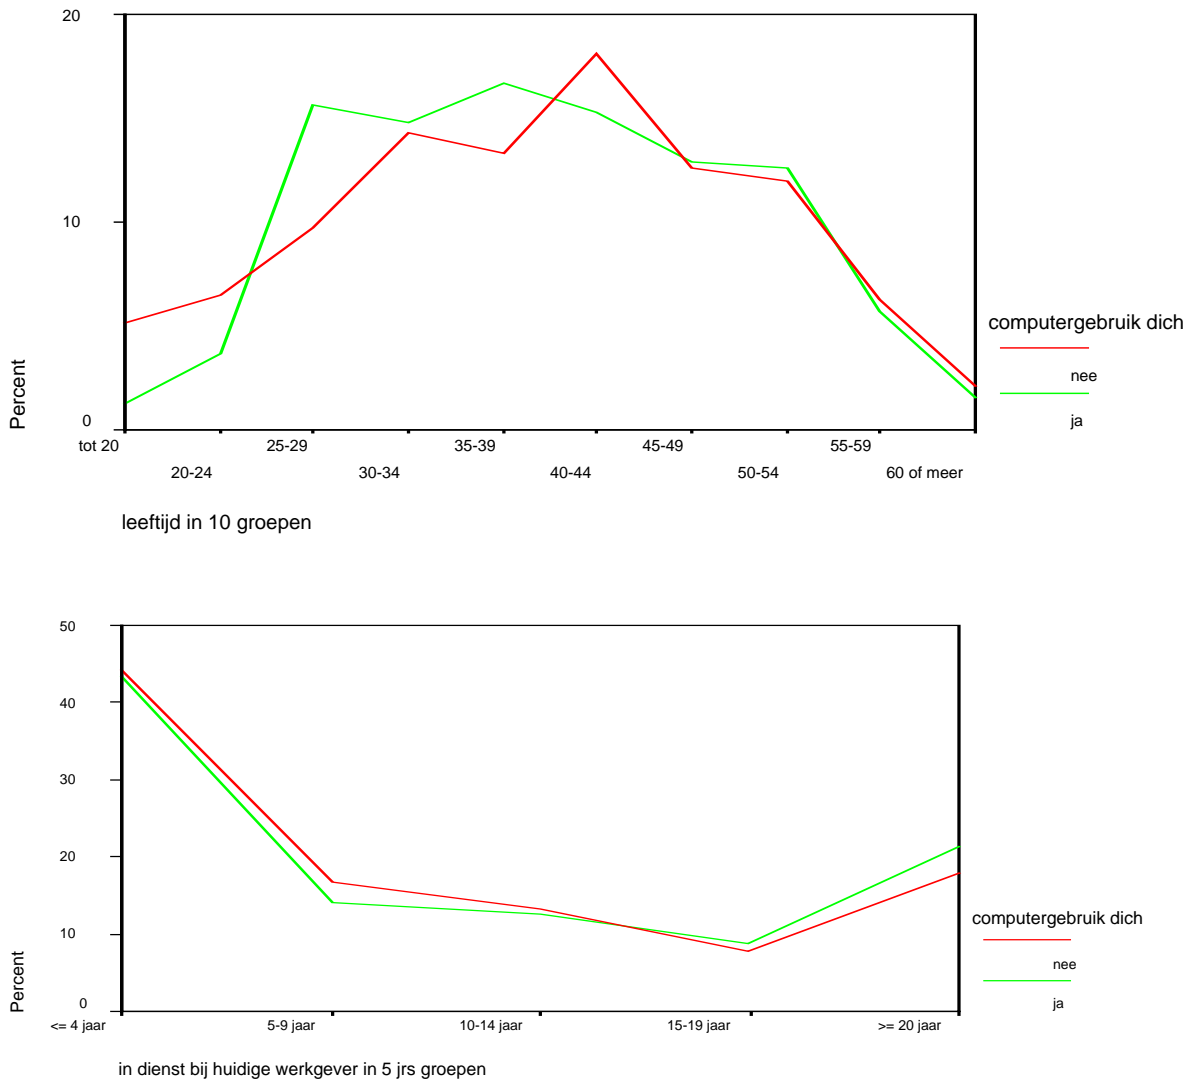 20
10
0
Percent
tot 20
25-29
35-39
45-49
55-59
20-24
30-34
40-44
50-54
60 of meer
leeftijd in 10 groepen
computergebruik dich
nee
ja
50
40
30
20
10
0
Percent
<= 4 jaar
5-9 jaar
10-14 jaar
15-19 jaar
>= 20 jaar
in dienst bij huidige werkgever in 5 jrs groepen
computergebruik dich
nee
ja